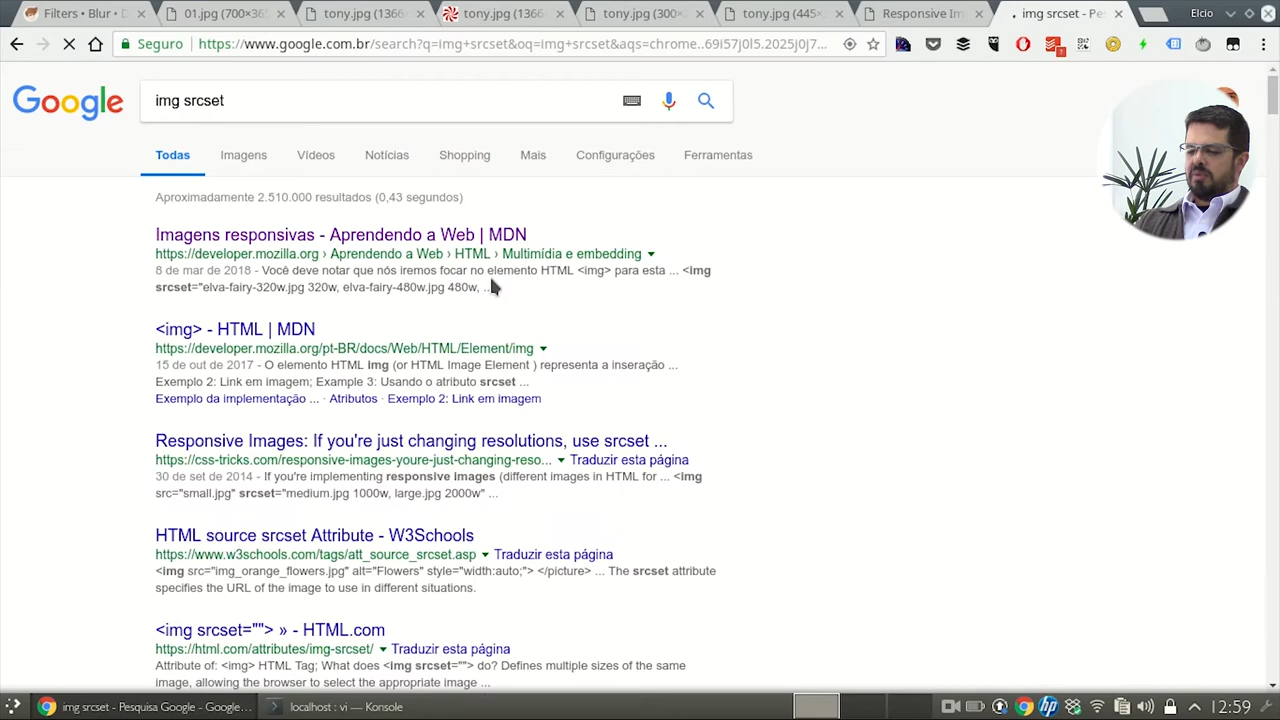 Filters • Blur • D
01.jpg (700×365
tony.jpg (1366
tony.jpg (1366
tony.jpg (300×
tony.jpg (445×
Responsive Im
img srcset - Pes
Elcio
Seguro https://www.google.com.br/search?q=img+srcset&oq=img+srcset&aqs=chrome..69i57j0l5.2025j0j7...
Google
img srcset
Todas Imagens Vídeos Notícias Shopping Mais Configurações Ferramentas
Aproximadamente 2.510.000 resultados (0,43 segundos)
Imagens responsivas - Aprendendo a Web | MDN
https://developer.mozilla.org › Aprendendo a Web › HTML › Multimídia e embedding
8 de mar de 2018 - Você deve notar que nós iremos focar no elemento HTML <img> para esta ... <img
srcset="elva-fairy-320w.jpg 320w, elva-fairy-480w.jpg 480w, ...
<img> - HTML | MDN
https://developer.mozilla.org/pt-BR/docs/Web/HTML/Element/img
15 de out de 2017 - O elemento HTML img (or HTML Image Element ) representa a inseração ...
Exemplo 2: Link em imagem; Example 3: Usando o atributo srcset ...
Exemplo da implementação ... · Atributos · Exemplo 2: Link em imagem
Responsive Images: If you're just changing resolutions, use srcset ...
https://css-tricks.com/responsive-images-youre-just-changing-reso... Traduzir esta página
30 de set de 2014 - If you're implementing responsive images (different images in HTML for ... <img
src="small.jpg" srcset="medium.jpg 1000w, large.jpg 2000w" ...
HTML source srcset Attribute - W3Schools
https://www.w3schools.com/tags/att_source_srcset.asp Traduzir esta página
<img src="img_orange_flowers.jpg" alt="Flowers" style="width:auto;"> </picture> ... The srcset attribute
specifies the URL of the image to use in different situations.
<img srcset=""> » - HTML.com
https://html.com/attributes/img-srcset/ Traduzir esta página
Attribute of: <img> HTML Tag; What does <img srcset=""> do? Defines multiple sizes of the same
image, allowing the browser to select the appropriate image ...
img srcset - Pesquisa Google - Google...
localhost : vi — Konsole
12:59